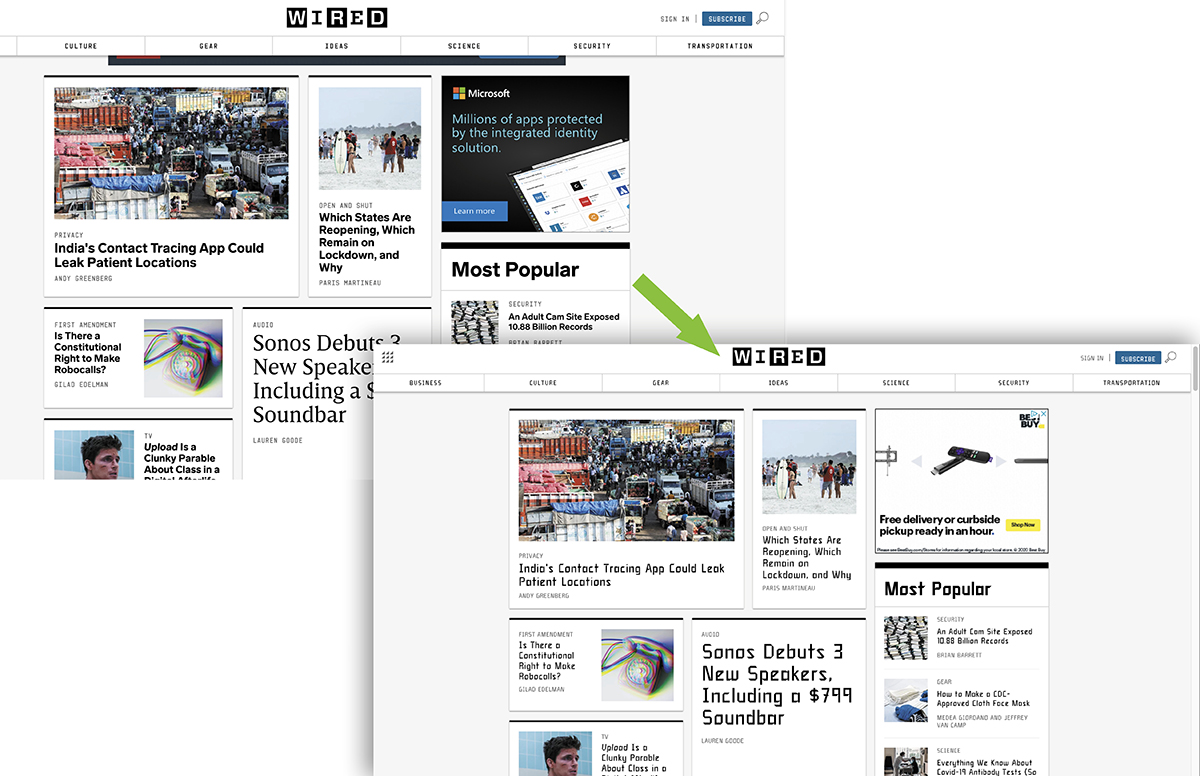 WIRED
SIGN IN | SUBSCRIBE
CULTURE
GEAR
IDEAS
SCIENCE
SECURITY
TRANSPORTATION
PRIVACY
India's Contact Tracing App Could
Leak Patient Locations
ANDY GREENBERG
OPEN AND SHUT
Which States Are
Reopening, Which
Remain on
Lockdown, and
Why
PARIS MARTINEAU
Microsoft
Millions of apps protected
by the integrated identity
solution.
Learn more
Most Popular
SECURITY
An Adult Cam Site Exposed
10.88 Billion Records
BRIAN BARRETT
FIRST AMENDMENT
Is There a
Constitutional
Right to Make
Robocalls?
GILAD EDELMAN
AUDIO
Sonos Debuts 3
New Speake
Including a $
Soundbar
LAUREN GOODE
TV
Upload Is a
Clunky Parable
About Class in a
Digital Afterlife
WIRED
SIGN IN | SUBSCRIBE
BUSINESS
CULTURE
GEAR
IDEAS
SCIENCE
SECURITY
TRANSPORTATION
PRIVACY
India's Contact Tracing App Could Leak
Patient Locations
ANDY GREENBERG
OPEN AND SHUT
Which States Are
Reopening, Which
Remain on
Lockdown, and Why
PARIS MARTINEAU
BEST
BUY
Free delivery or curbside
pickup ready in an hour.
Shop Now
Please see BestBuy.com/Stores for information regarding your local store. © 2020 Best Buy
Most Popular
SECURITY
An Adult Cam Site Exposed
10.88 Billion Records
BRIAN BARRETT
GEAR
How to Make a CDC-
Approved Cloth Face Mask
MEDEA GIORDANO AND JEFFREY
VAN CAMP
SCIENCE
Everything We Know About
Covid-19 Antibody Tests (So
FIRST AMENDMENT
Is There a
Constitutional
Right to Make
Robocalls?
GILAD EDELMAN
AUDIO
Sonos Debuts 3
New Speakers,
Including a $799
Soundbar
LAUREN GOODE
TV
Upload Is a
Clunky Parable
About Class in a